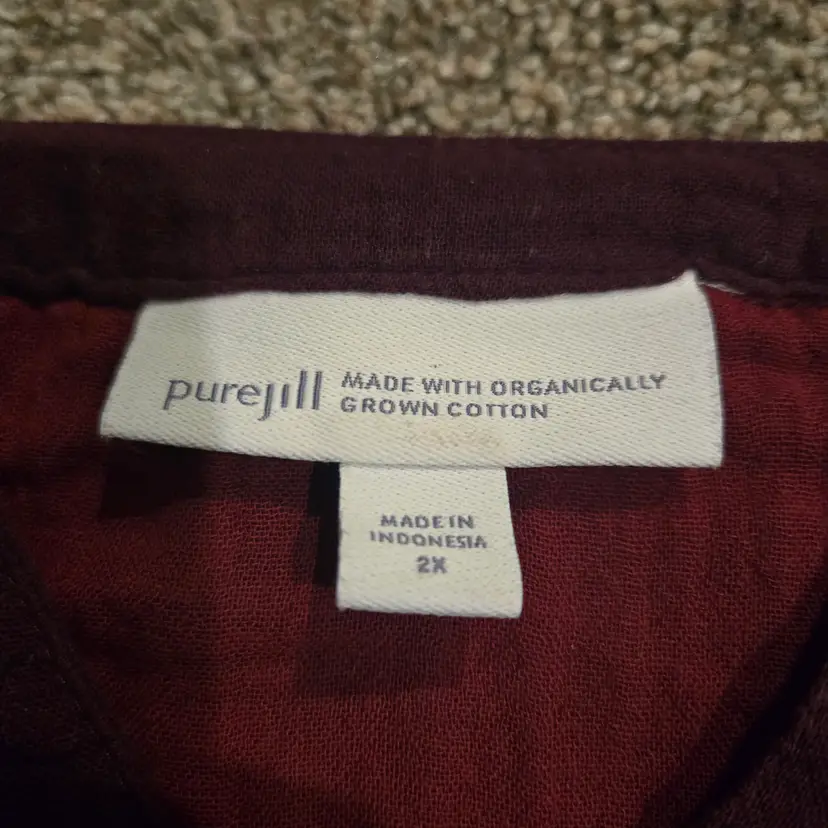 purejill MADE WITH ORGANICALLY
GROWN COTTON
MADE IN
INDONESIA
2X